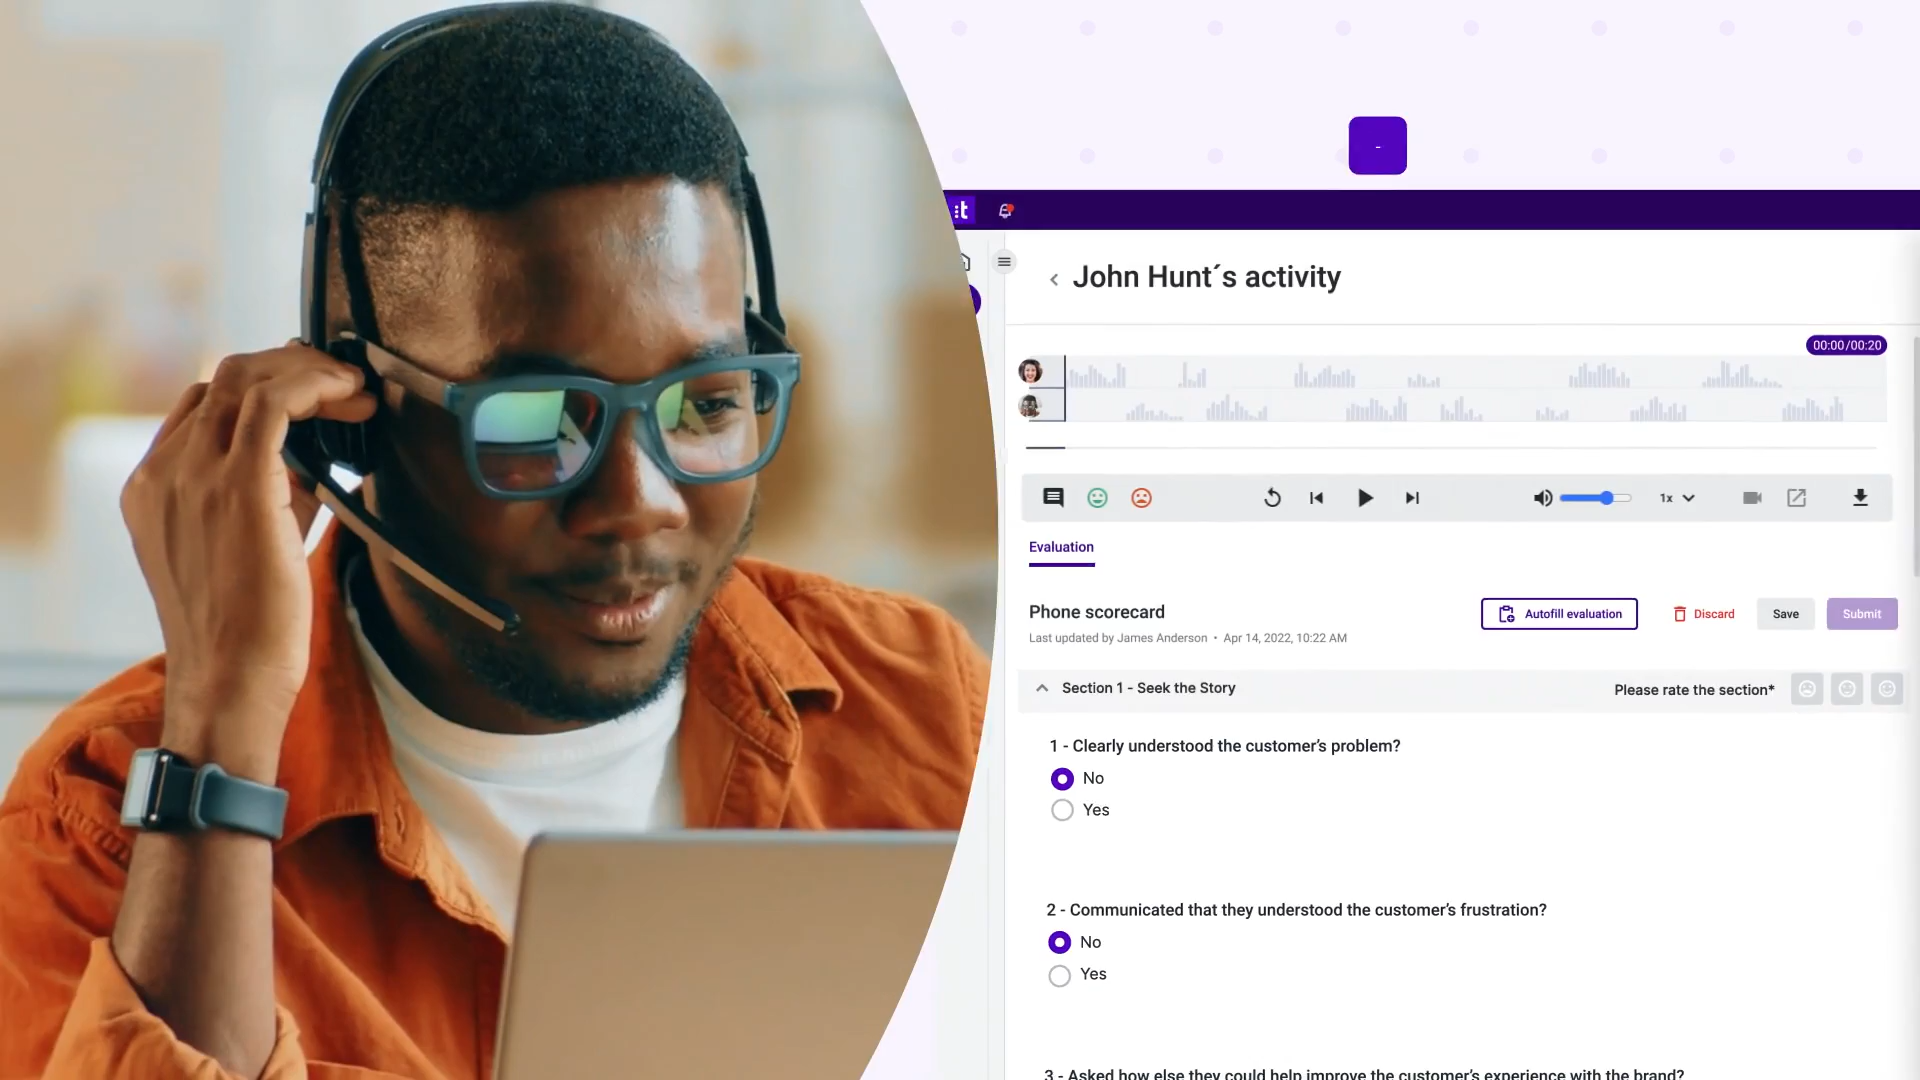 -
:t
John Hunt´s activity
00:00/00:20
1x
Evaluation
Phone scorecard
Autofill evaluation
Discard
Save
Submit
Last updated by James Anderson • Apr 14, 2022, 10:22 AM
Section 1 - Seek the Story
Please rate the section*
1 - Clearly understood the customer’s problem?
No
Yes
2 - Communicated that they understood the customer’s frustration?
No
Yes
3 - Asked how else they could help improve the customer’s experience with the brand?